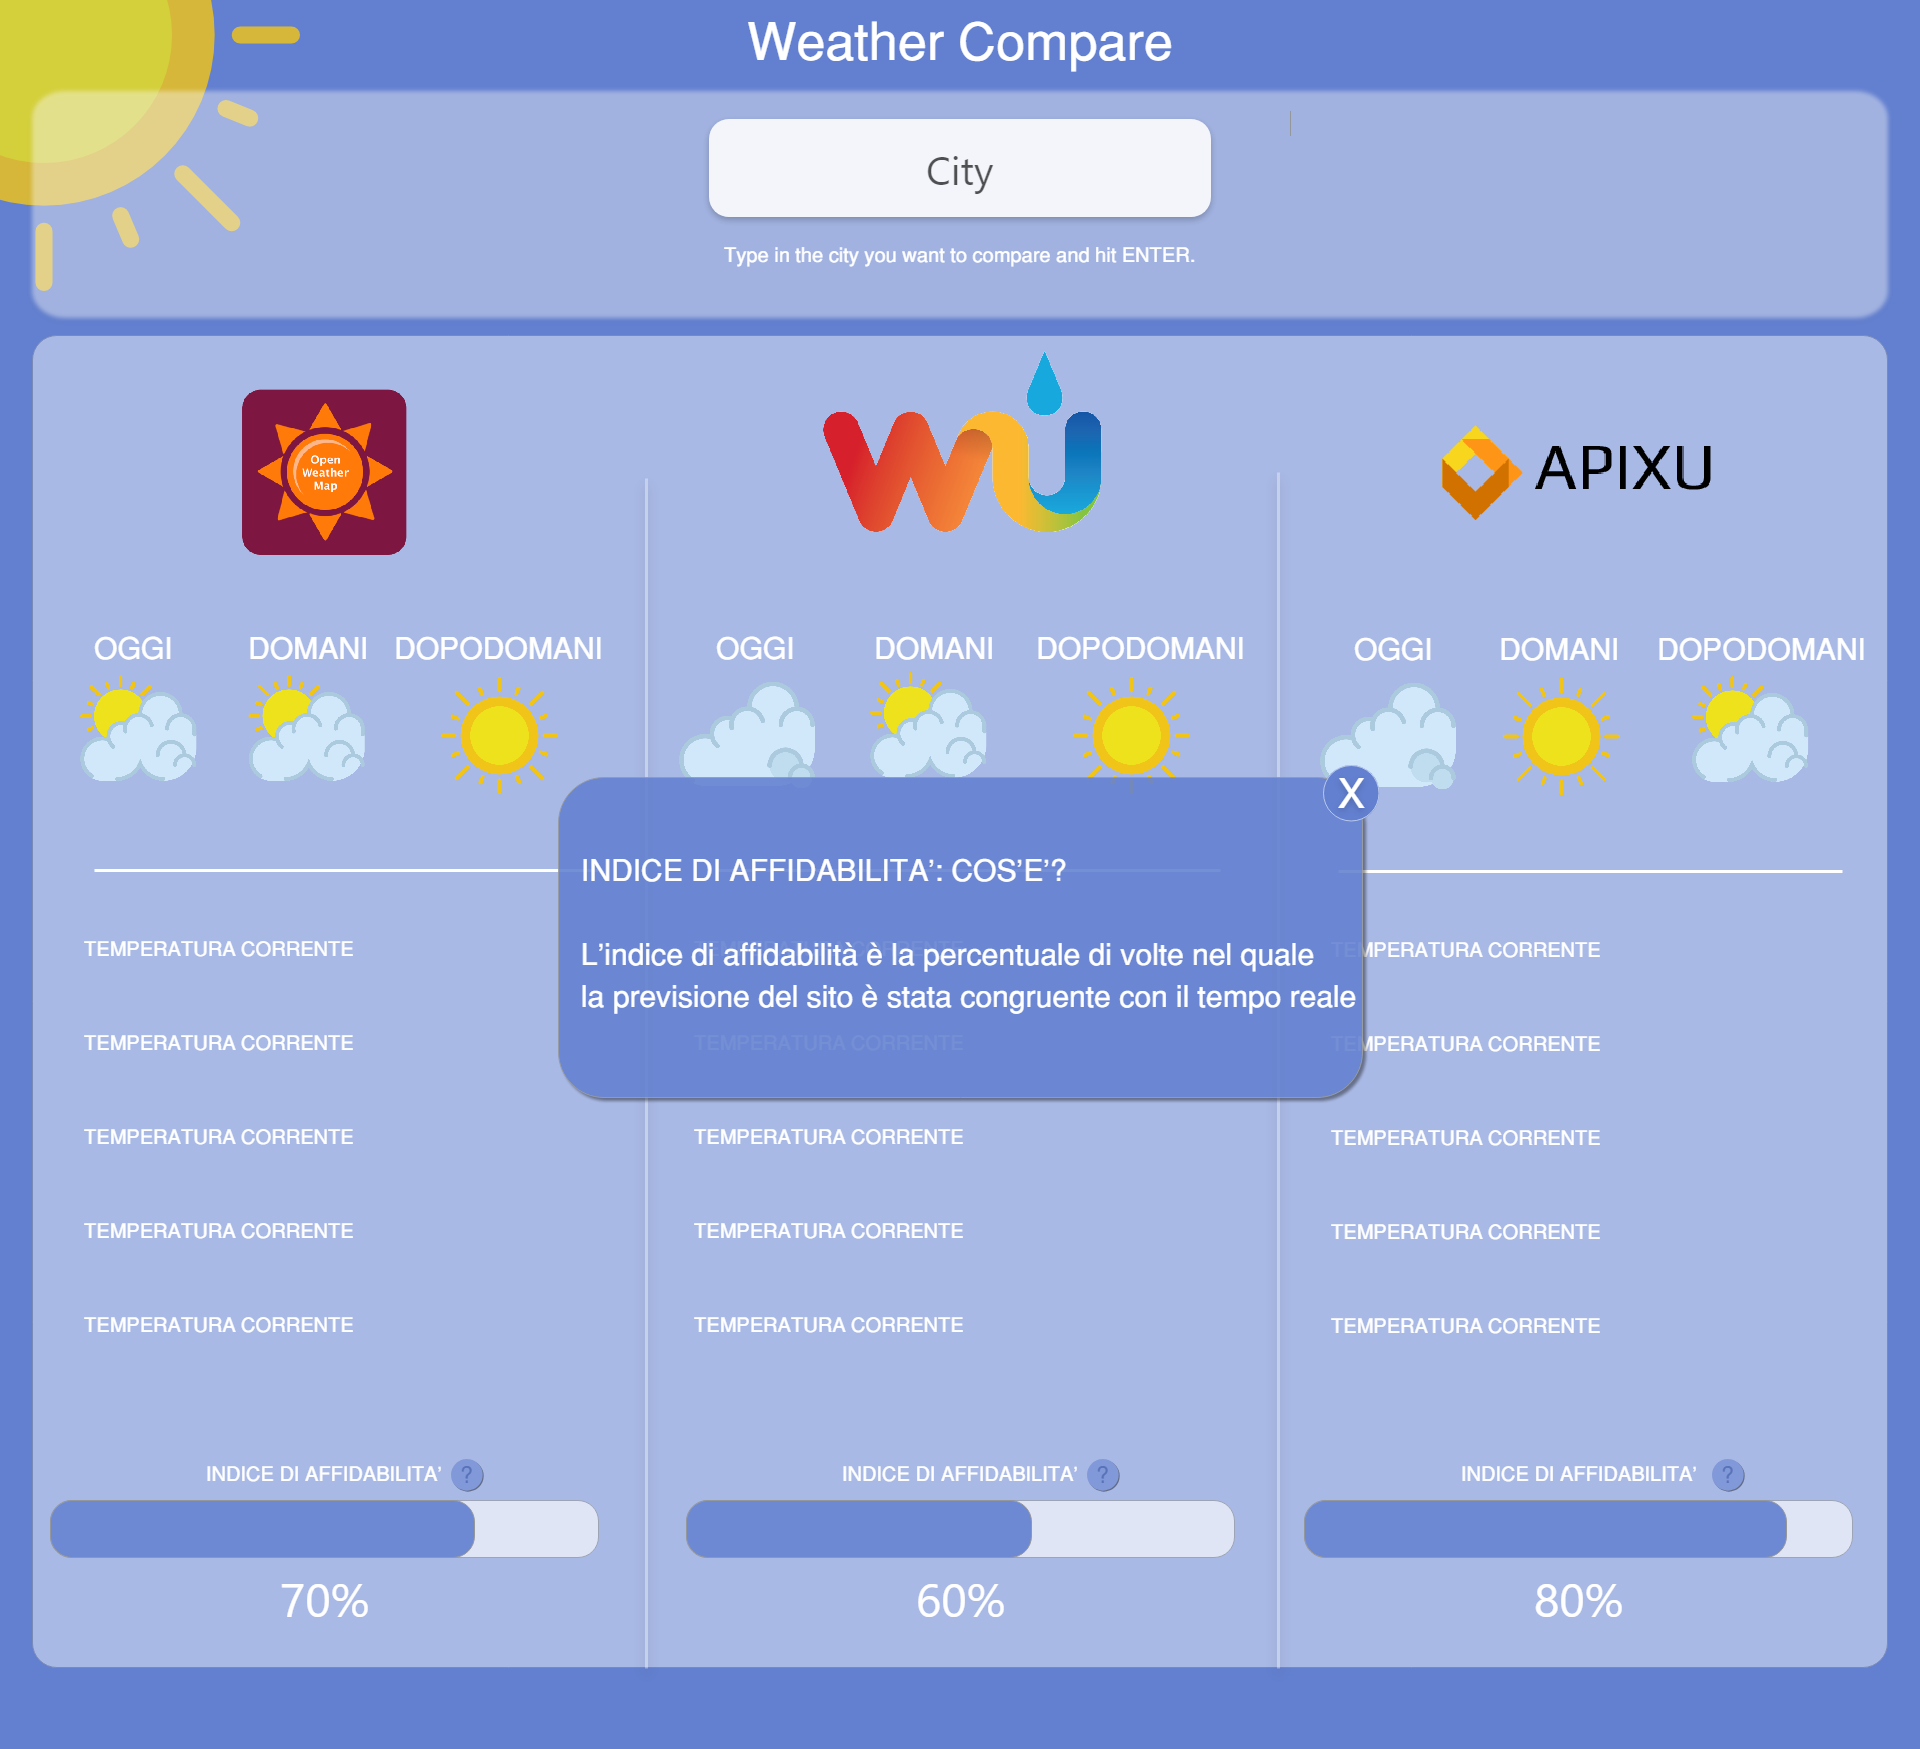 Weather Compare
City
Type in the city you want to compare and hit ENTER.
Open
Weather
Map
wu
APIXU
OGGI DOMANI DOPODOMANI
OGGI DOMANI DOPODOMANI
OGGI DOMANI DOPODOMANI
X
INDICE DI AFFIDABILITA’: COS’E’?
L’indice di affidabilità è la percentuale di volte nel quale
la previsione del sito è stata congruente con il tempo reale
TEMPERATURA CORRENTE
TEMPERATURA CORRENTE
TEMPERATURA CORRENTE
TEMPERATURA CORRENTE
TEMPERATURA CORRENTE
INDICE DI AFFIDABILITA’ ?
70%
TEMPERATURA CORRENTE
TEMPERATURA CORRENTE
TEMPERATURA CORRENTE
TEMPERATURA CORRENTE
TEMPERATURA CORRENTE
INDICE DI AFFIDABILITA’ ?
60%
TEMPERATURA CORRENTE
TEMPERATURA CORRENTE
TEMPERATURA CORRENTE
TEMPERATURA CORRENTE
TEMPERATURA CORRENTE
INDICE DI AFFIDABILITA’ ?
80%